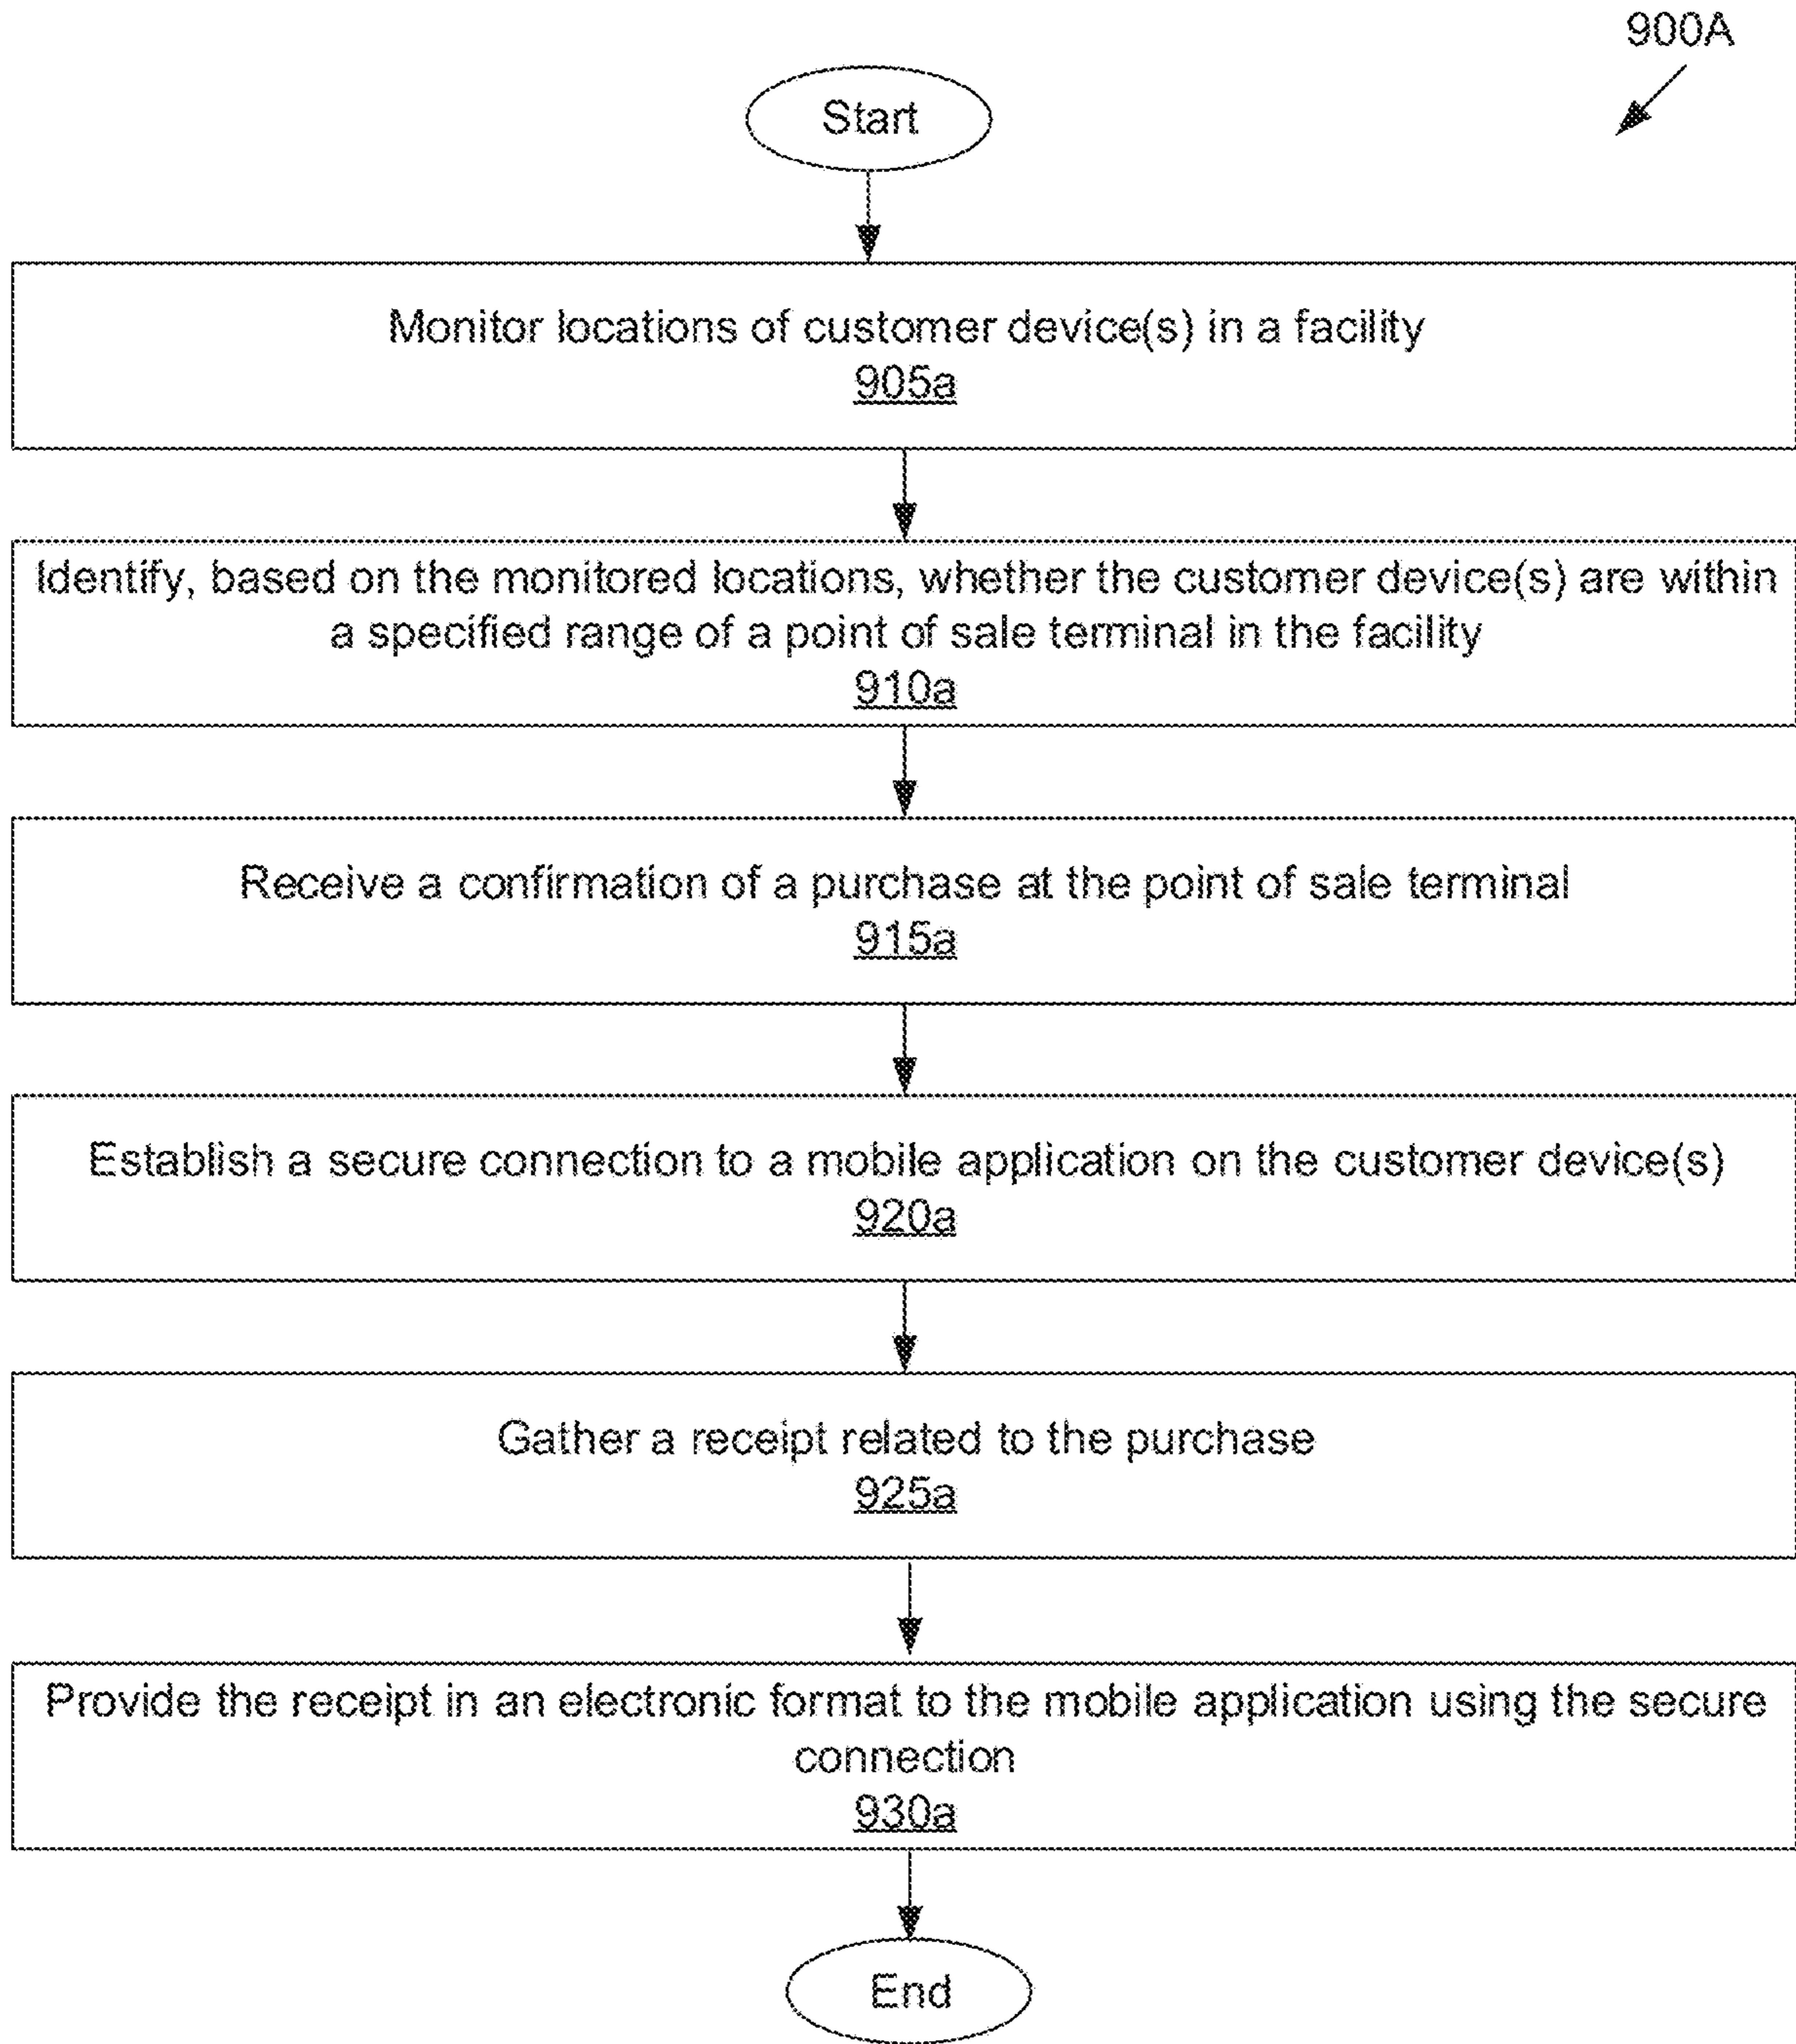 900A
Start
Monitor locations of customer device(s) in a facility
905a
Identify, based on the monitored locations, whether the customer device(s) are within
a specified range of a point of sale terminal in the facility
910a
Receive a confirmation of a purchase at the point of sale terminal
915a
Establish a secure connection to a mobile application on the customer device(s)
920a
Gather a receipt related to the purchase
925a
Provide the receipt in an electronic format to the mobile application using the secure
connection
930a
End